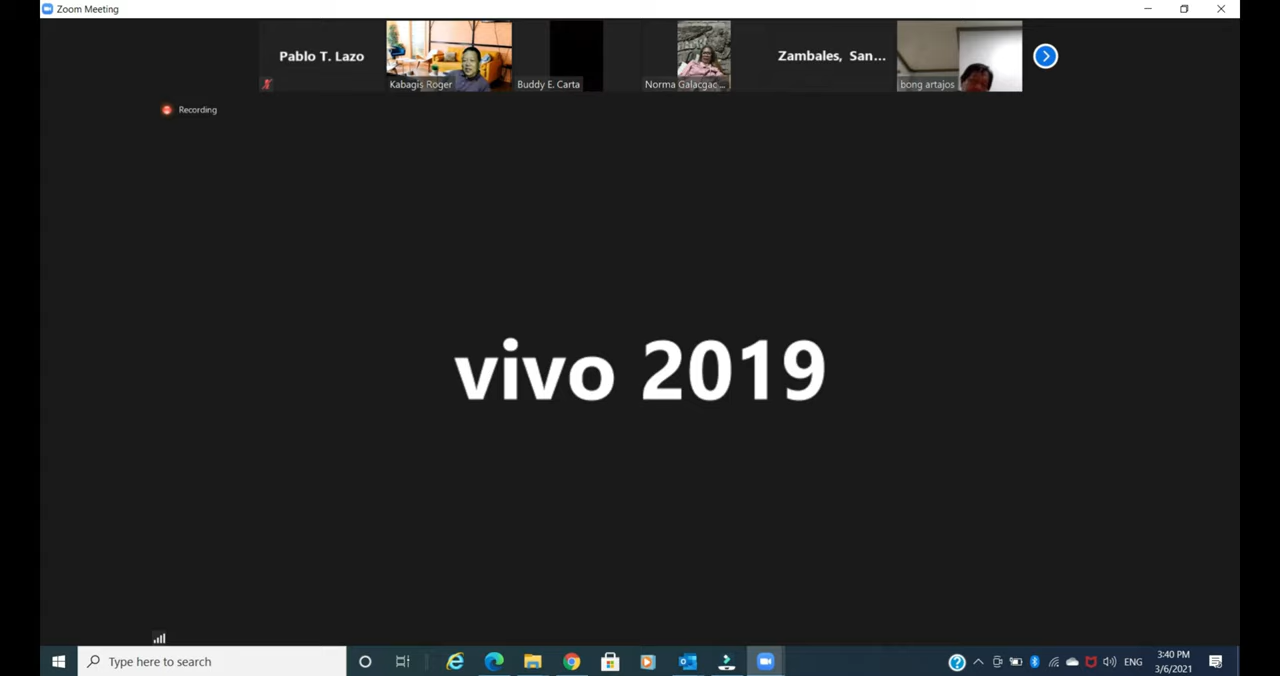 Zoom Meeting
Pablo T. Lazo
Kabagis Roger
Buddy E. Carta
Norma Galacgac ...
Zambales, San...
bong artajos
Recording
vivo 2019
Type here to search
ENG
3:40 PM
3/6/2021